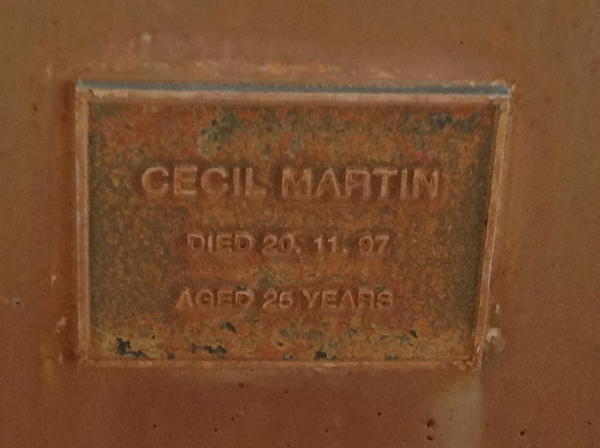 CECIL MARTIN
DIED 20. 11. 97
AGED 25 YEARS